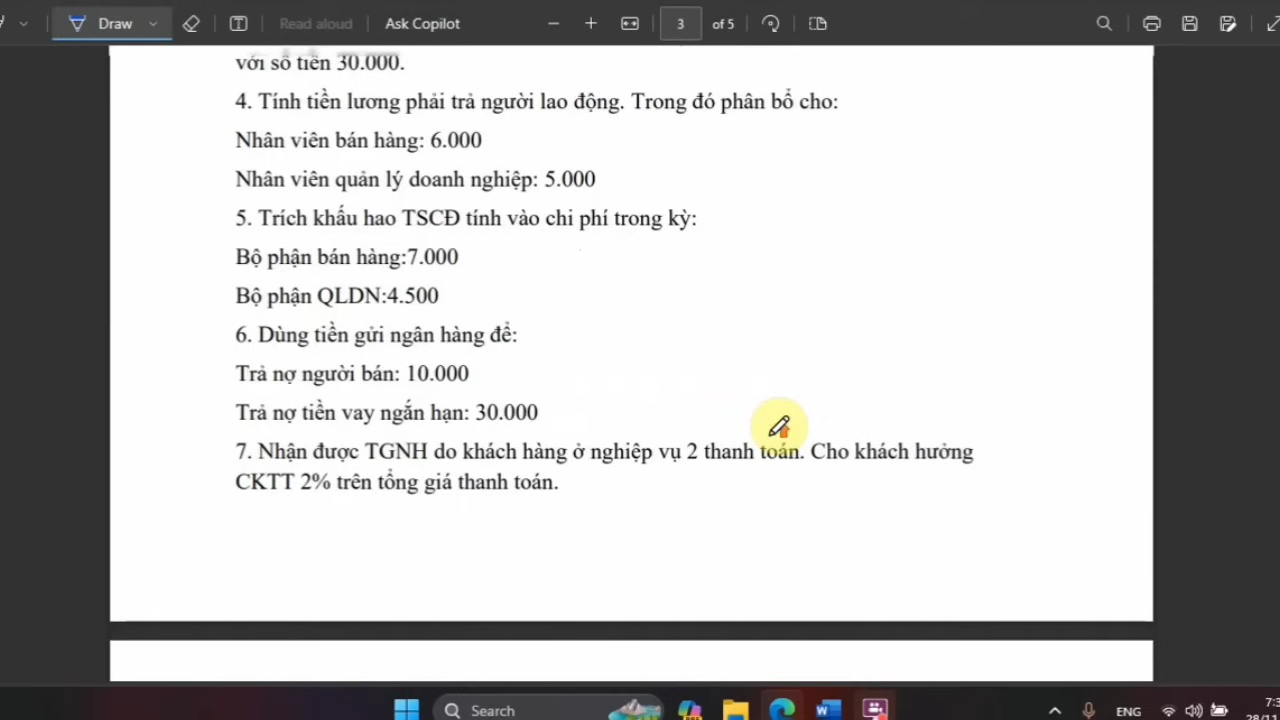 Draw
Read aloud
Ask Copilot
3 of 5
với số tiền 30.000.
4. Tính tiền lương phải trả người lao động. Trong đó phân bổ cho:
Nhân viên bán hàng: 6.000
Nhân viên quản lý doanh nghiệp: 5.000
5. Trích khấu hao TSCĐ tính vào chi phí trong kỳ:
Bộ phận bán hàng:7.000
Bộ phận QLDN:4.500
6. Dùng tiền gửi ngân hàng để:
Trả nợ người bán: 10.000
Trả nợ tiền vay ngắn hạn: 30.000
7. Nhận được TGNH do khách hàng ở nghiệp vụ 2 thanh toán. Cho khách hưởng
CKTT 2% trên tổng giá thanh toán.
Search
ENG